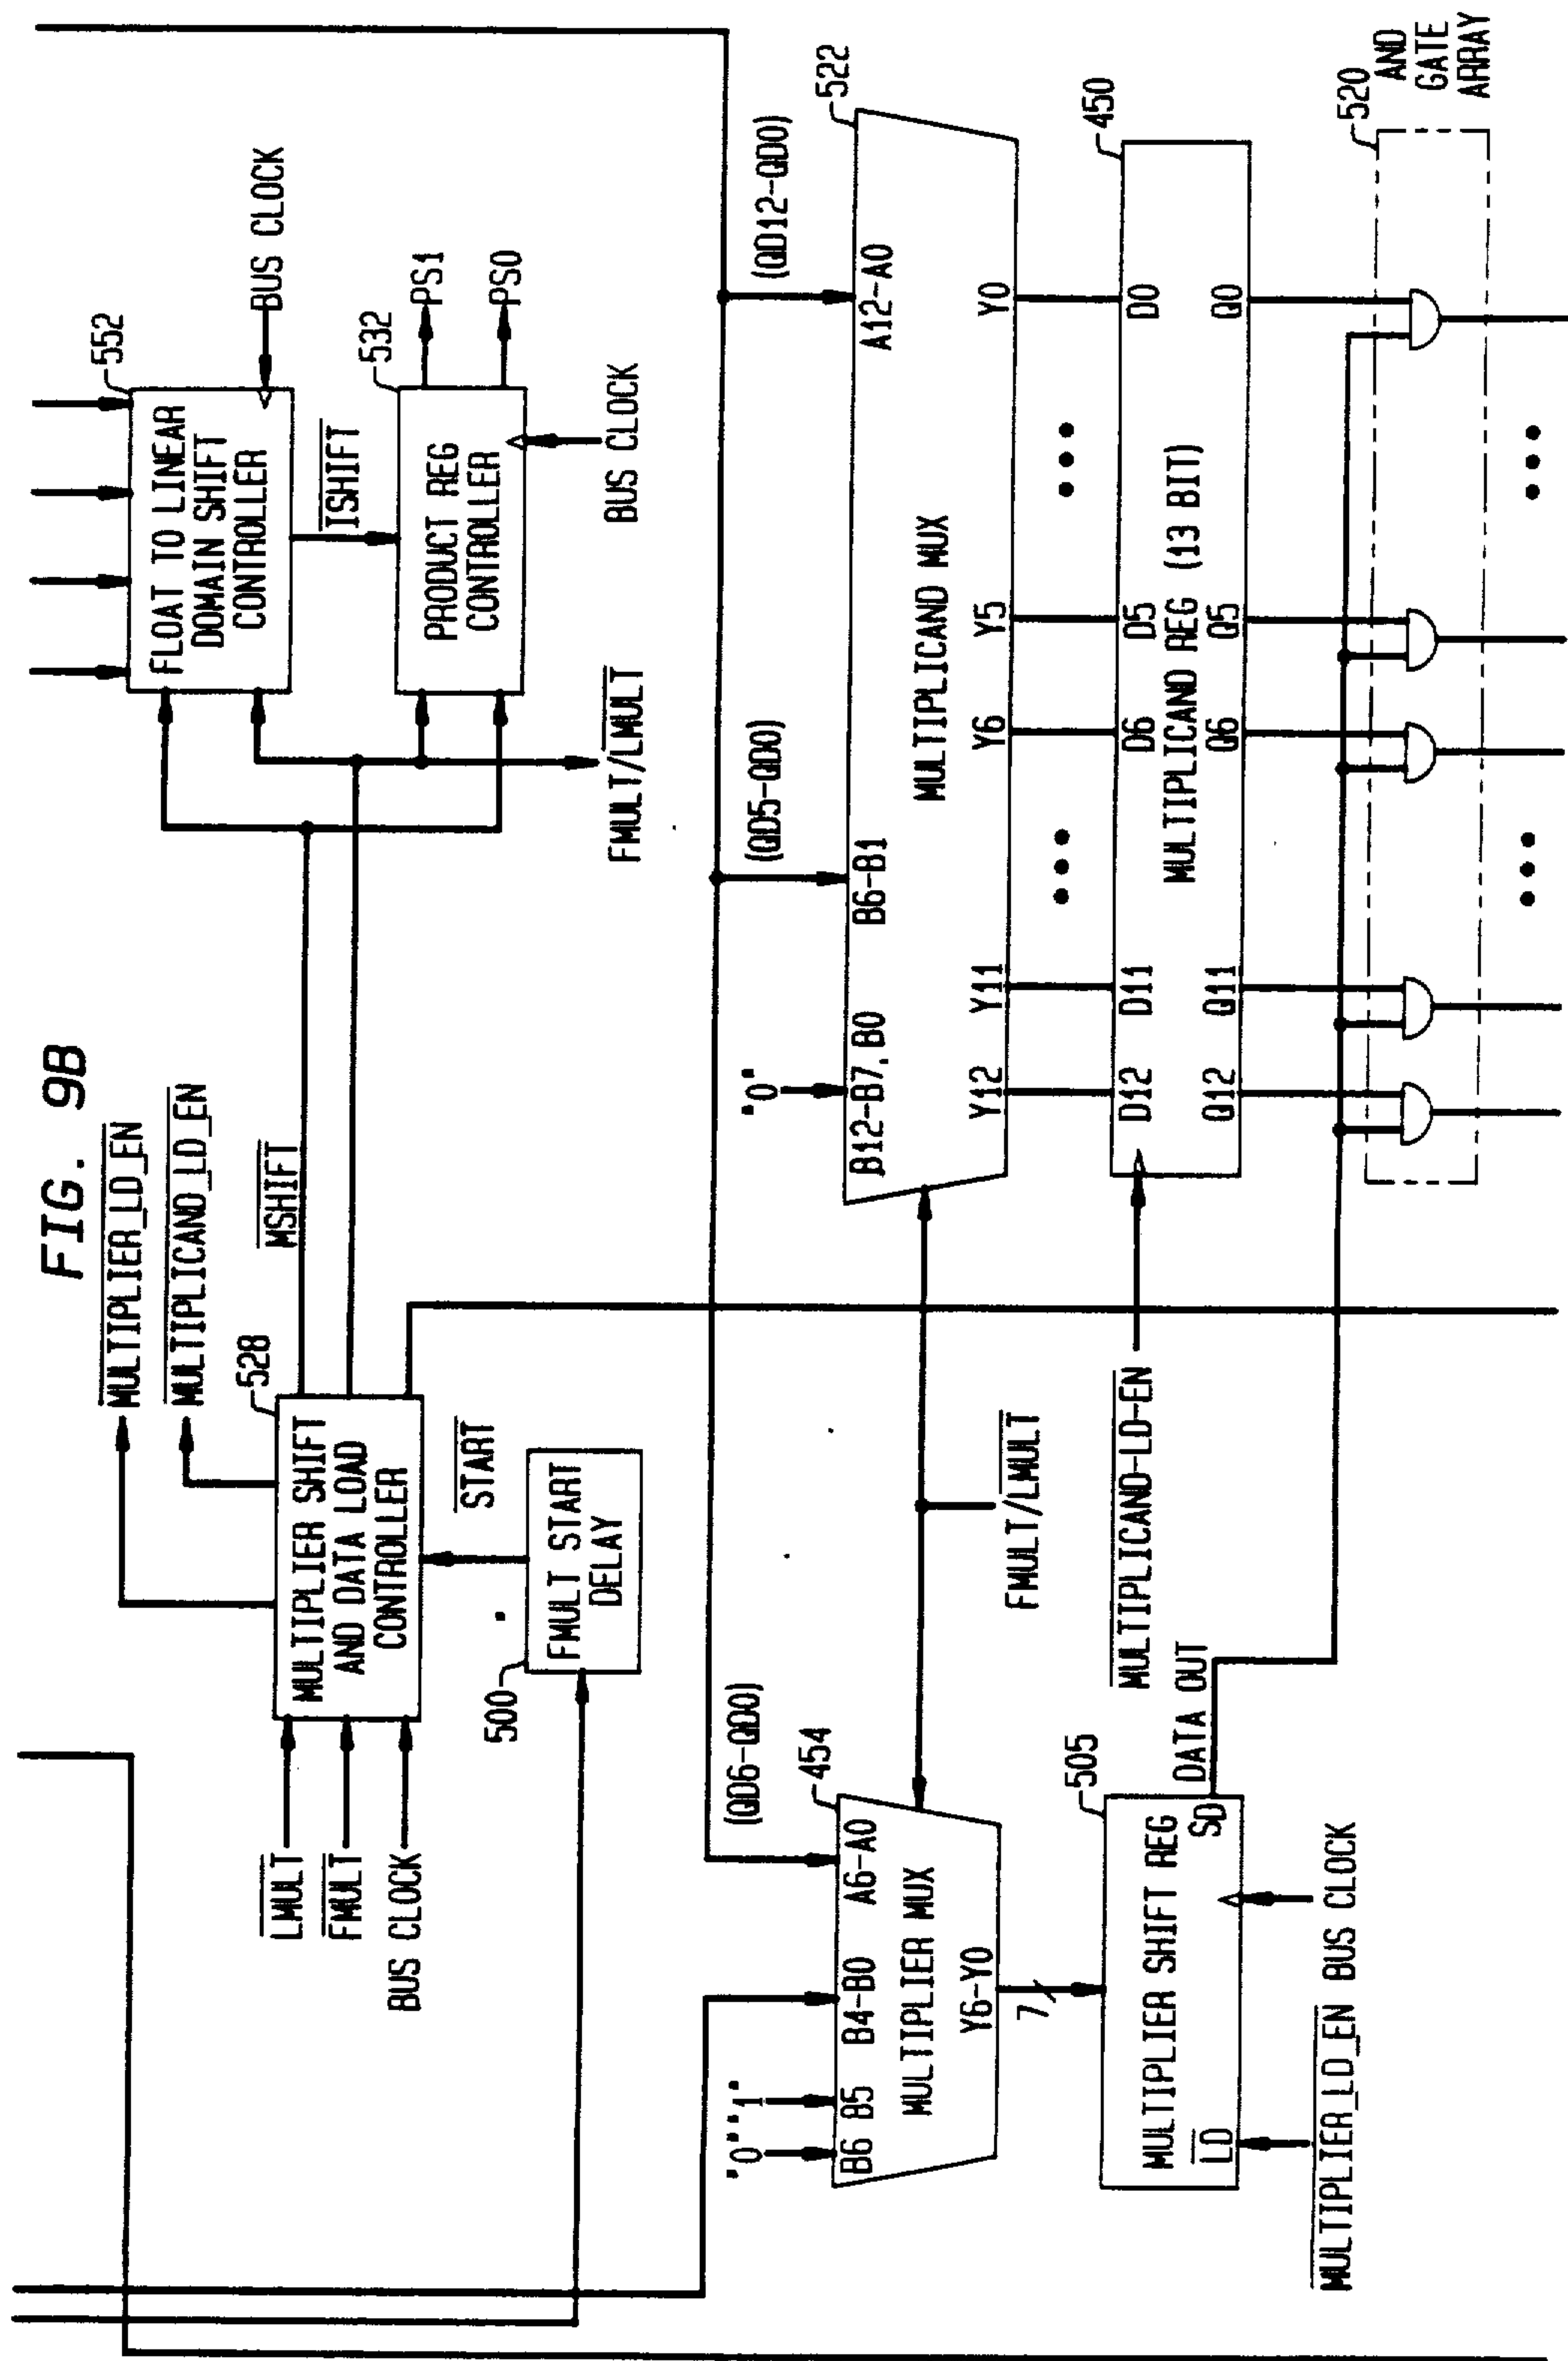 FIG. 9B
MULTIPLIER_LD_EN
MULTIPLICAND_LD_EN
528
MULTIPLIER SHIFT
AND DATA LOAD
CONTROLLER
LMULT
FMULT
BUS CLOCK
MSHIFT
START
500
FMULT START
DELAY
552
FLOAT TO LINEAR
DOMAIN SHIFT
CONTROLLER
BUS CLOCK
ISHIFT
532
PRODUCT REG
CONTROLLER
PS1
PS0
BUS CLOCK
FMULT/LMULT
(QD6-QD0)
(QD5-QD0)
(QD12-QD0)
"0" "1"
454
B6 B5 B4-B0 A6-A0
MULTIPLIER MUX
Y6-Y0
7
"0"
522
B12-B7, B0 B6-B1 A12-A0
MULTIPLICAND MUX
Y12 Y11 Y6 Y5 Y0
FMULT/LMULT
MULTIPLICAND-LD-EN
450
D12 D11 D6 D5 D0
MULTIPLICAND REG (13 BIT)
Q12 Q11 Q6 Q5 Q0
505
MULTIPLIER SHIFT REG
LD
SD
DATA OUT
MULTIPLIER_LD_EN BUS CLOCK
520
AND
GATE
ARRAY